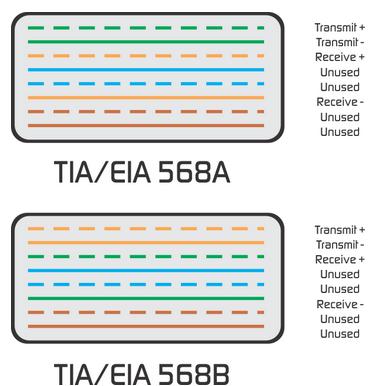 Transmit +
Transmit -
Receive +
Unused
Unused
Receive -
Unused
Unused
TIA/EIA 568A
Transmit +
Transmit -
Receive +
Unused
Unused
Receive -
Unused
Unused
TIA/EIA 568B